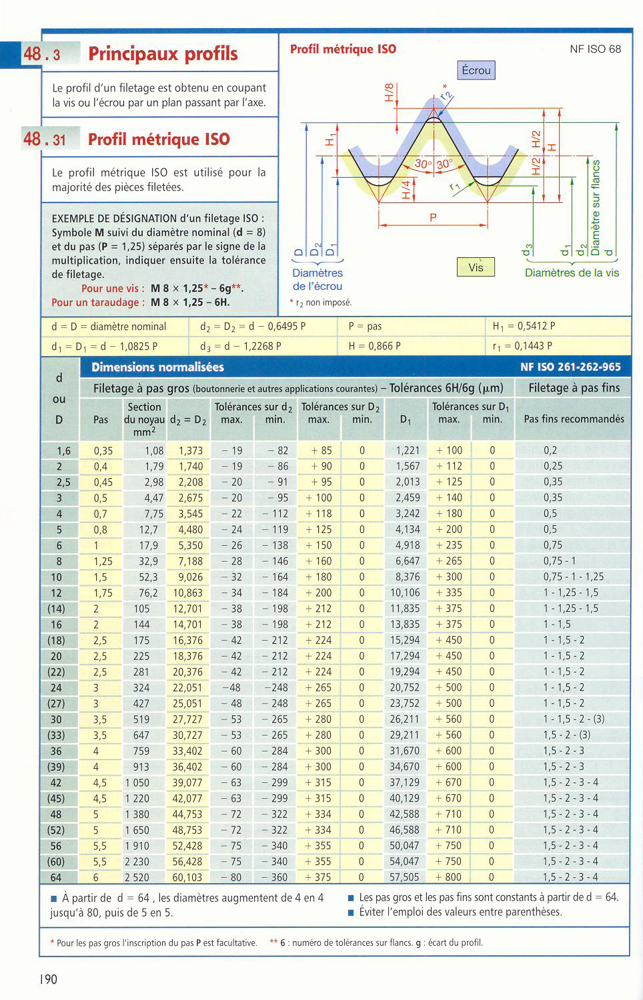 48.3 Principaux profils
Le profil d'un filetage est obtenu en coupant
la vis ou l'écrou par un plan passant par l'axe.
48.31 Profil métrique ISO
Le profil métrique ISO est utilisé pour la
majorité des pièces filetées.
EXEMPLE DE DÉSIGNATION d'un filetage ISO :
Symbole M suivi du diamètre nominal (d = 8)
et du pas (P = 1,25) séparés par le signe de la
multiplication, indiquer ensuite la tolérance
de filetage.
Pour une vis : M 8 × 1,25* – 6g**.
Pour un taraudage : M 8 × 1,25 – 6H.
Profil métrique ISO NF ISO 68
Écrou
H/8
*
r2
H1
H/2
H
30° 30°
H/2
H/4
r1
P
D D2 D1
d3 d1 d2 Diamètre sur flancs d
Vis
Diamètres
de l'écrou
Diamètres de la vis
* r2 non imposé.
d = D = diamètre nominal d2 = D2 = d – 0,6495 P P = pas H1 = 0,5412 P
d1 = D1 = d – 1,0825 P d3 = d – 1,2268 P H = 0,866 P r1 = 0,1443 P
d
ou
D
Dimensions normalisées NF ISO 261-262-965
Filetage à pas gros (boutonnerie et autres applications courantes) – Tolérances 6H/6g (µm) Filetage à pas fins
Section Tolérances sur d2 Tolérances sur D2 Tolérances sur D1
Pas du noyau d2 = D2 max. min. max. min. D1 max. min. Pas fins recommandés
mm2
1,6 0,35 1,08 1,373 – 19 – 82 + 85 0 1,221 + 100 0 0,2
2 0,4 1,79 1,740 – 19 – 86 + 90 0 1,567 + 112 0 0,25
2,5 0,45 2,98 2,208 – 20 – 91 + 95 0 2,013 + 125 0 0,35
3 0,5 4,47 2,675 – 20 – 95 + 100 0 2,459 + 140 0 0,35
4 0,7 7,75 3,545 – 22 – 112 + 118 0 3,242 + 180 0 0,5
5 0,8 12,7 4,480 – 24 – 119 + 125 0 4,134 + 200 0 0,5
6 1 17,9 5,350 – 26 – 138 + 150 0 4,918 + 235 0 0,75
8 1,25 32,9 7,188 – 28 – 146 + 160 0 6,647 + 265 0 0,75 - 1
10 1,5 52,3 9,026 – 32 – 164 + 180 0 8,376 + 300 0 0,75 - 1 - 1,25
12 1,75 76,2 10,863 – 34 – 184 + 200 0 10,106 + 335 0 1 - 1,25 - 1,5
(14) 2 105 12,701 – 38 – 198 + 212 0 11,835 + 375 0 1 - 1,25 - 1,5
16 2 144 14,701 – 38 – 198 + 212 0 13,835 + 375 0 1 - 1,5
(18) 2,5 175 16,376 – 42 – 212 + 224 0 15,294 + 450 0 1 - 1,5 - 2
20 2,5 225 18,376 – 42 – 212 + 224 0 17,294 + 450 0 1 - 1,5 - 2
(22) 2,5 281 20,376 – 42 – 212 + 224 0 19,294 + 450 0 1 - 1,5 - 2
24 3 324 22,051 –48 –248 + 265 0 20,752 + 500 0 1 - 1,5 - 2
(27) 3 427 25,051 – 48 – 248 + 265 0 23,752 + 500 0 1 - 1,5 - 2
30 3,5 519 27,727 – 53 – 265 + 280 0 26,211 + 560 0 1 - 1,5 - 2 - (3)
(33) 3,5 647 30,727 – 53 – 265 + 280 0 29,211 + 560 0 1,5 - 2 - (3)
36 4 759 33,402 – 60 – 284 + 300 0 31,670 + 600 0 1,5 - 2 - 3
(39) 4 913 36,402 – 60 – 284 + 300 0 34,670 + 600 0 1,5 - 2 - 3
42 4,5 1 050 39,077 – 63 – 299 + 315 0 37,129 + 670 0 1,5 - 2 - 3 - 4
(45) 4,5 1 220 42,077 – 63 – 299 + 315 0 40,129 + 670 0 1,5 - 2 - 3 - 4
48 5 1 380 44,753 – 72 – 322 + 334 0 42,588 + 710 0 1,5 - 2 - 3 - 4
(52) 5 1 650 48,753 – 72 – 322 + 334 0 46,588 + 710 0 1,5 - 2 - 3 - 4
56 5,5 1 910 52,428 – 75 – 340 + 355 0 50,047 + 750 0 1,5 - 2 - 3 - 4
(60) 5,5 2 230 56,428 – 75 – 340 + 355 0 54,047 + 750 0 1,5 - 2 - 3 - 4
64 6 2 520 60,103 – 80 – 360 + 375 0 57,505 + 800 0 1,5 - 2 - 3 - 4
■ À partir de d = 64 , les diamètres augmentent de 4 en 4
jusqu'à 80, puis de 5 en 5.
■ Les pas gros et les pas fins sont constants à partir de d = 64.
■ Éviter l'emploi des valeurs entre parenthèses.
* Pour les pas gros l'inscription du pas P est facultative. ** 6 : numéro de tolérances sur flancs. g : écart du profil.
190